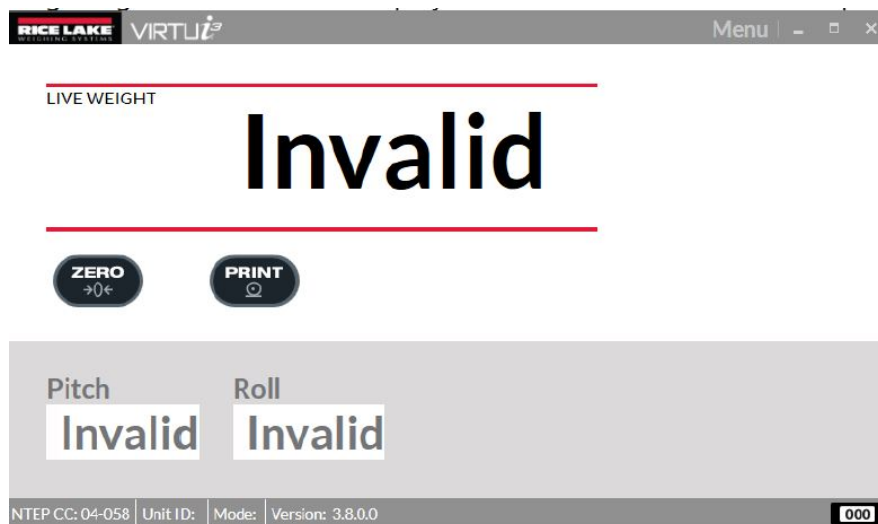 RICE LAKE WEIGHING SYSTEMS VIRTUi³ Menu
LIVE WEIGHT
Invalid
ZERO PRINT
→0←
Pitch Roll
Invalid Invalid
NTEP CC: 04-058 Unit ID: Mode: Version: 3.8.0.0 000